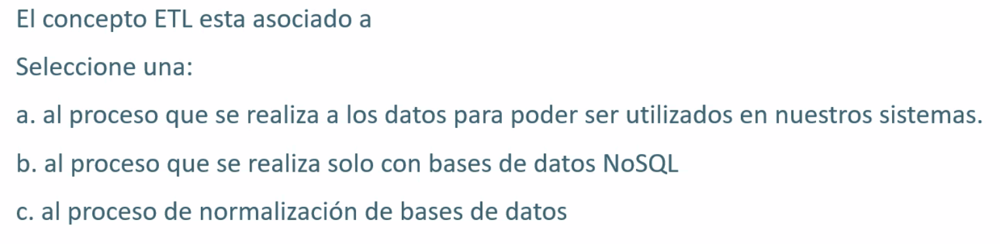 El concepto ETL esta asociado a
Seleccione una:
a. al proceso que se realiza a los datos para poder ser utilizados en nuestros sistemas.
b. al proceso que se realiza solo con bases de datos NoSQL
c. al proceso de normalización de bases de datos